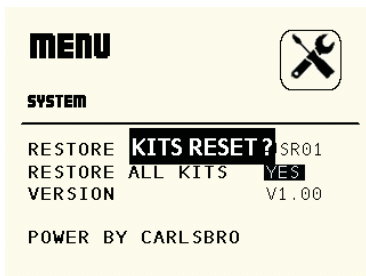 MENU
SYSTEM
RESTORE KITS RESET? SR01
RESTORE ALL KITS YES
VERSION V1.00
POWER BY CARLSBRO